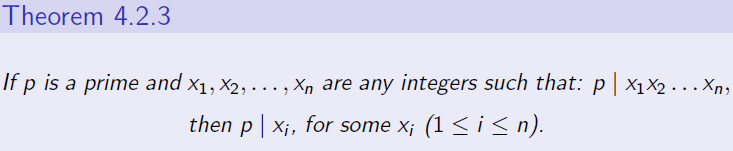 Theorem 4.2.3
If p is a prime and x₁, x₂, . . . , xₙ are any integers such that: p | x₁x₂ . . . xₙ,
then p | xᵢ, for some xᵢ (1 ≤ i ≤ n).